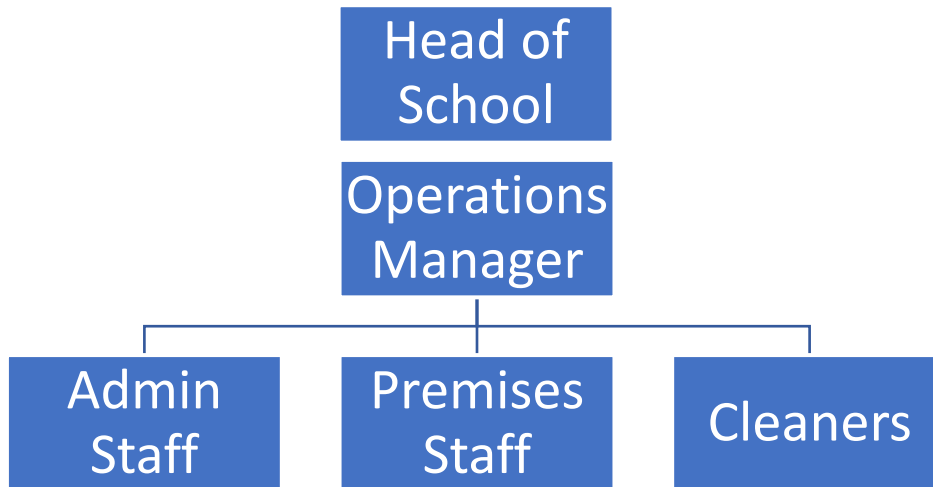 Head of
School
Operations
Manager
Admin
Staff
Premises
Staff
Cleaners